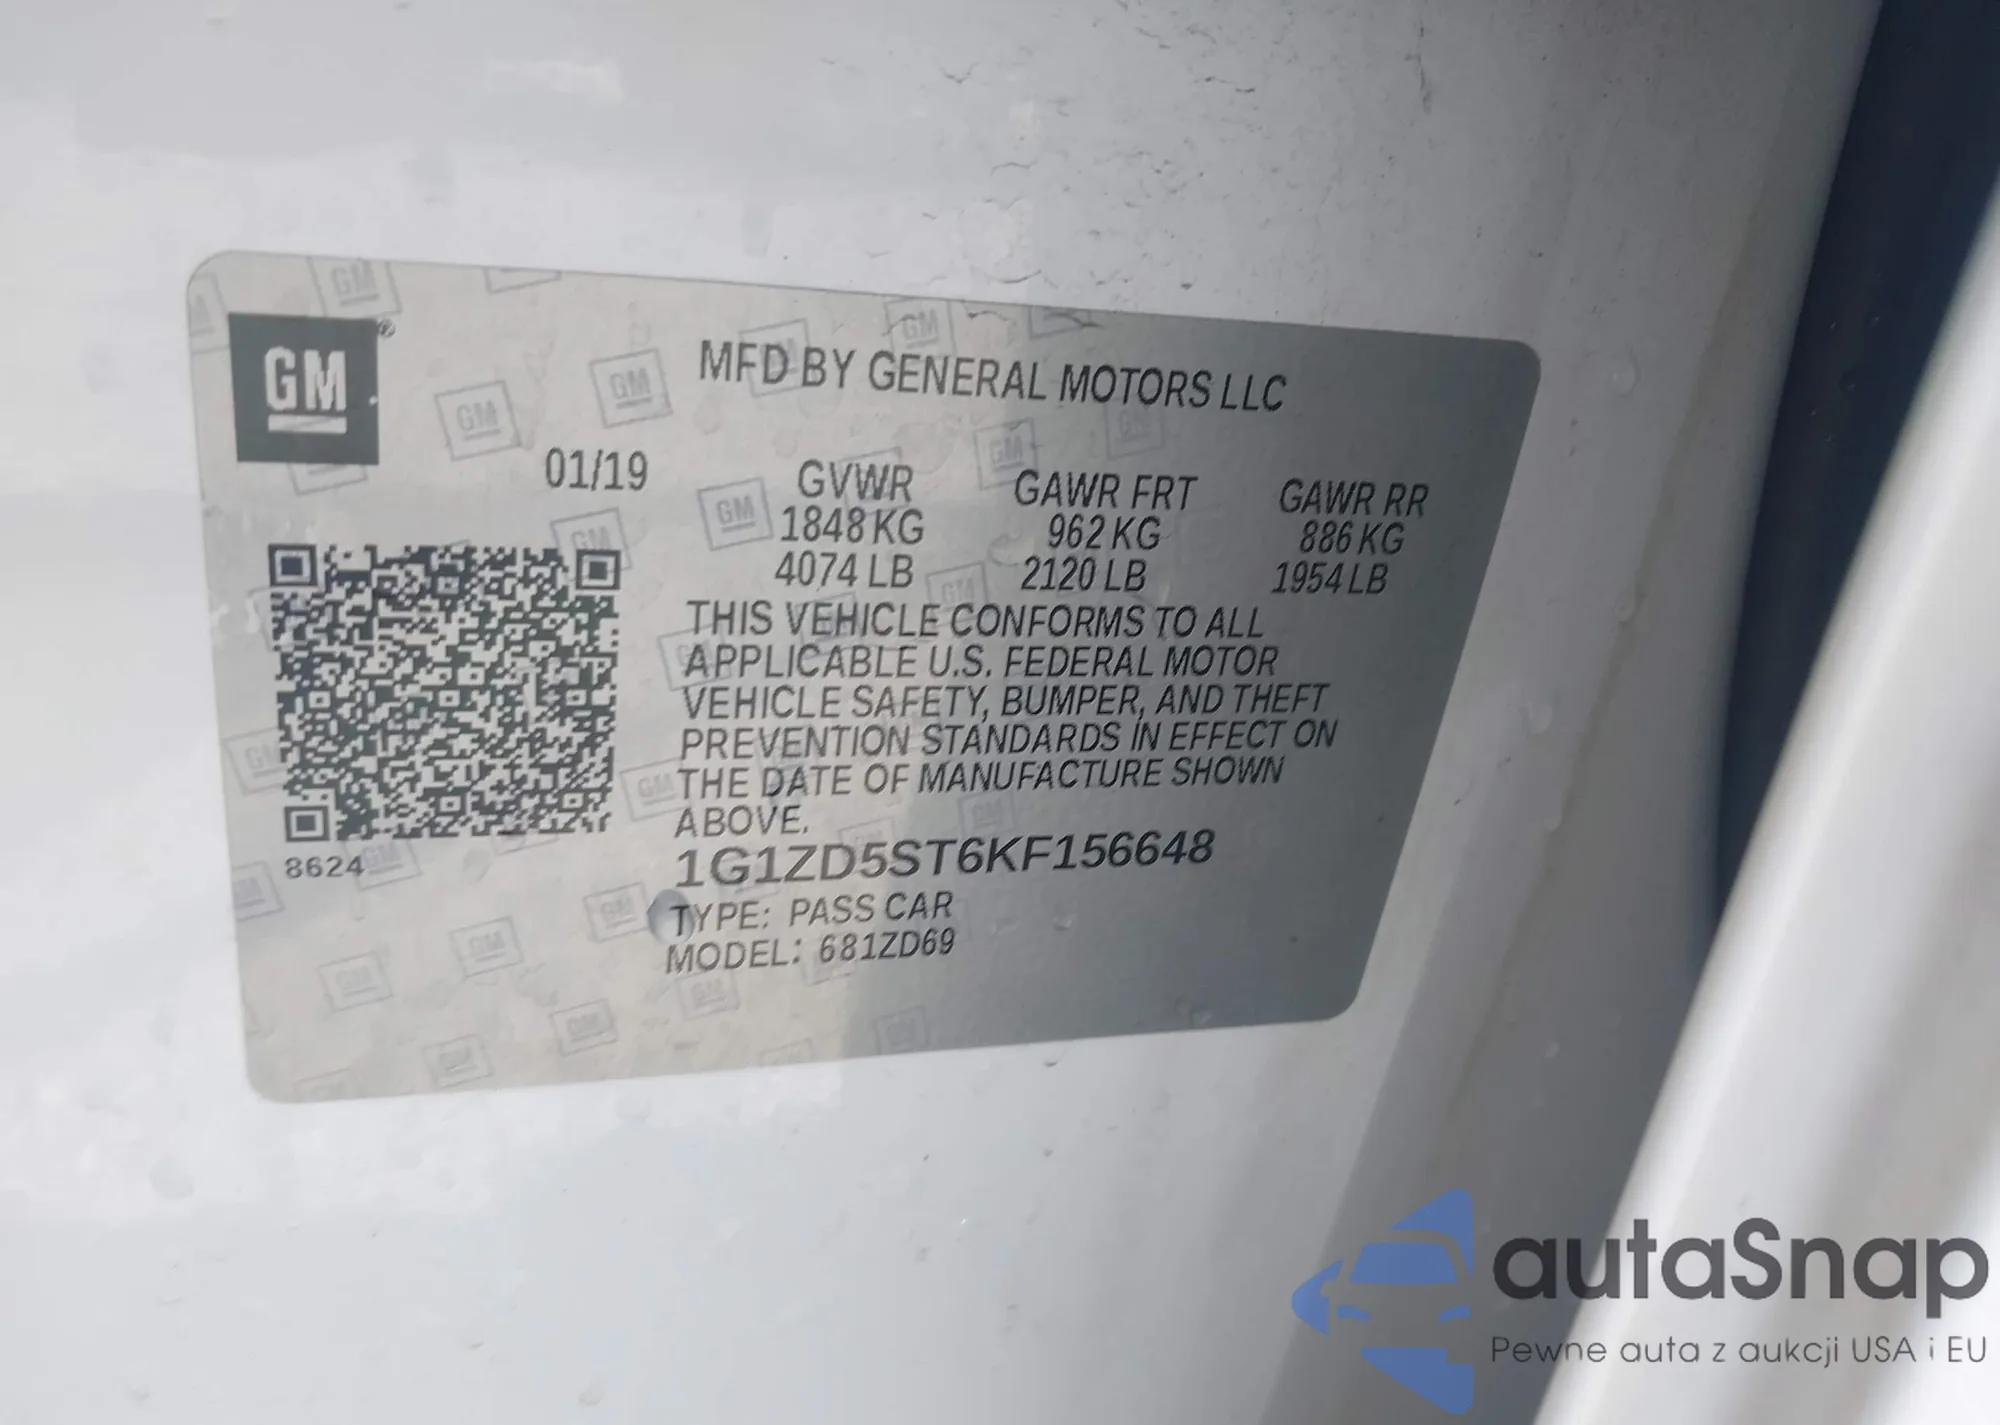 GM®
MFD BY GENERAL MOTORS LLC
01/19 GVWR GAWR FRT GAWR RR
1848 KG 962 KG 886 KG
4074 LB 2120 LB 1954 LB
THIS VEHICLE CONFORMS TO ALL
APPLICABLE U.S. FEDERAL MOTOR
VEHICLE SAFETY, BUMPER, AND THEFT
PREVENTION STANDARDS IN EFFECT ON
THE DATE OF MANUFACTURE SHOWN
ABOVE.
8624
1G1ZD5ST6KF156648
TYPE: PASS CAR
MODEL: 681ZD69
autaSnap
Pewne auta z aukcji USA i EU